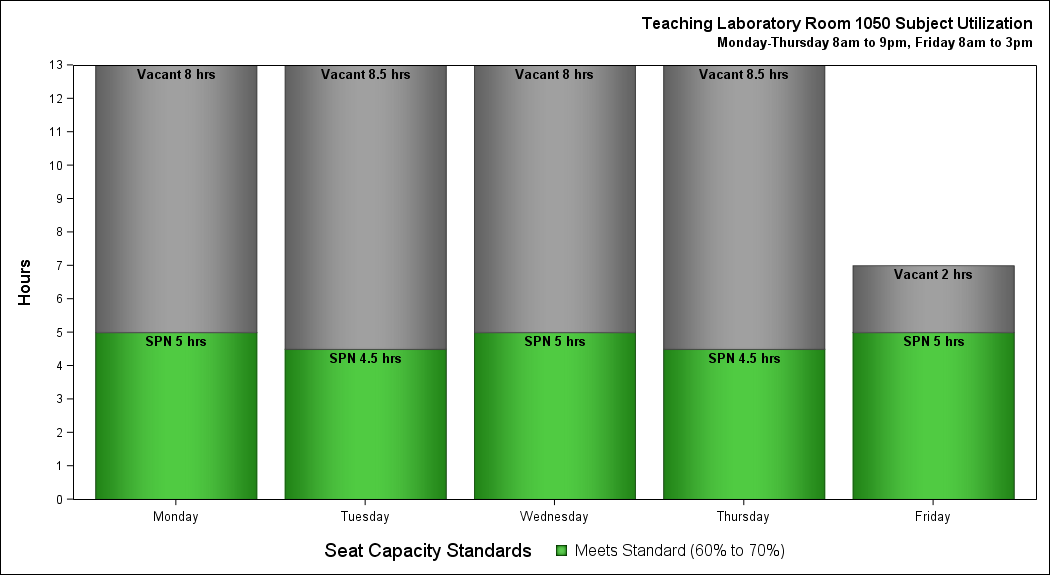 Teaching Laboratory Room 1050 Subject Utilization
Monday-Thursday 8am to 9pm, Friday 8am to 3pm
Hours
13
12
11
10
9
8
7
6
5
4
3
2
1
0
Vacant 8 hrs
Vacant 8.5 hrs
Vacant 8 hrs
Vacant 8.5 hrs
Vacant 2 hrs
SPN 5 hrs
SPN 4.5 hrs
SPN 5 hrs
SPN 4.5 hrs
SPN 5 hrs
Monday
Tuesday
Wednesday
Thursday
Friday
Seat Capacity Standards
Meets Standard (60% to 70%)